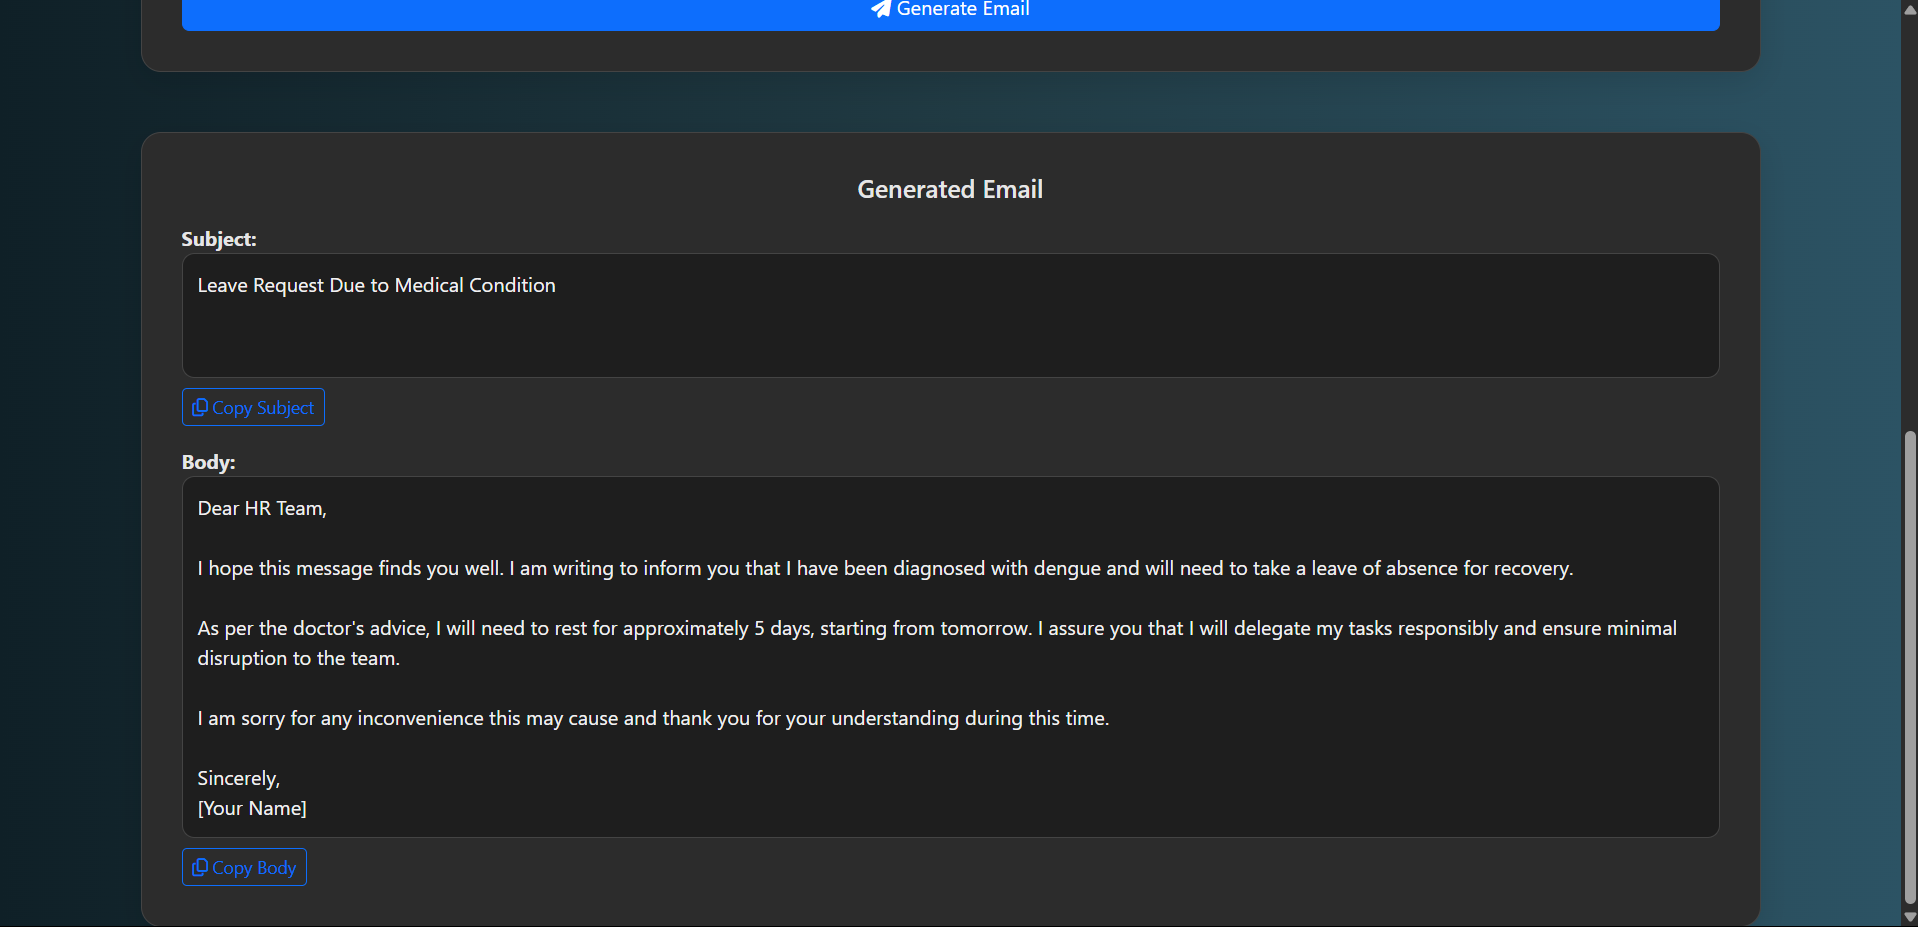 Generate Email
Generated Email
Subject:
Leave Request Due to Medical Condition
Copy Subject
Body:
Dear HR Team,
I hope this message finds you well. I am writing to inform you that I have been diagnosed with dengue and will need to take a leave of absence for recovery.
As per the doctor's advice, I will need to rest for approximately 5 days, starting from tomorrow. I assure you that I will delegate my tasks responsibly and ensure minimal
disruption to the team.
I am sorry for any inconvenience this may cause and thank you for your understanding during this time.
Sincerely,
[Your Name]
Copy Body